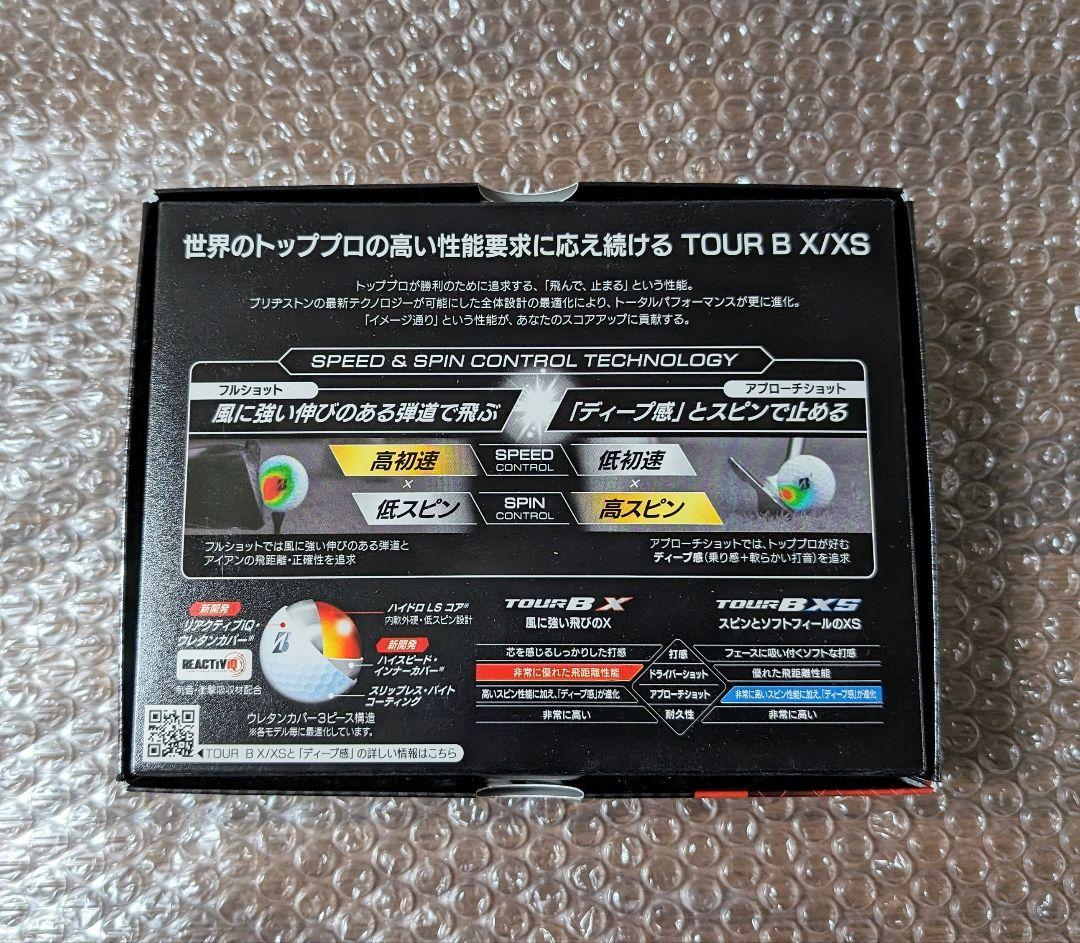 世界のトッププロの高い性能要求に応え続ける TOUR B X/XS
トッププロが勝利のために追求する、「飛んで、止まる」という性能。
ブリヂストンの最新テクノロジーが可能にした全体設計の最適化により、トータルパフォーマンスが更に進化。
「イメージ通り」という性能が、あなたのスコアアップに貢献する。
SPEED & SPIN CONTROL TECHNOLOGY
フルショット
風に強い伸びのある弾道で飛ぶ
アプローチショット
「ディープ感」とスピンで止める
高初速
SPEED
CONTROL
低初速
×
×
低スピン
SPIN
CONTROL
高スピン
フルショットでは風に強い伸びのある弾道と
アイアンの飛距離・正確性を追求
アプローチショットでは、トッププロが好む
ディープ感(乗り感+軟らかい打音)を追求
新開発
リアクティブiQ・
ウレタンカバー※
REACTiViQ
制音・衝撃吸収材配合
ハイドロ LS コア※
内軟外硬・低スピン設計
新開発
ハイスピード・
インナーカバー※
スリップレス・バイト
コーティング
ウレタンカバー3ピース構造
※各モデル毎に最適化しています。
TOUR B X/XSと「ディープ感」の詳しい情報はこちら
TOUR B X
風に強い飛びのX
TOUR B XS
スピンとソフトフィールのXS
芯を感じるしっかりした打感
打感
フェースに吸い付くソフトな打感
非常に優れた飛距離性能
ドライバーショット
優れた飛距離性能
高いスピン性能に加え、「ディープ感」が進化
アプローチショット
非常に高いスピン性能に加え、「ディープ感」が進化
非常に高い
耐久性
非常に高い